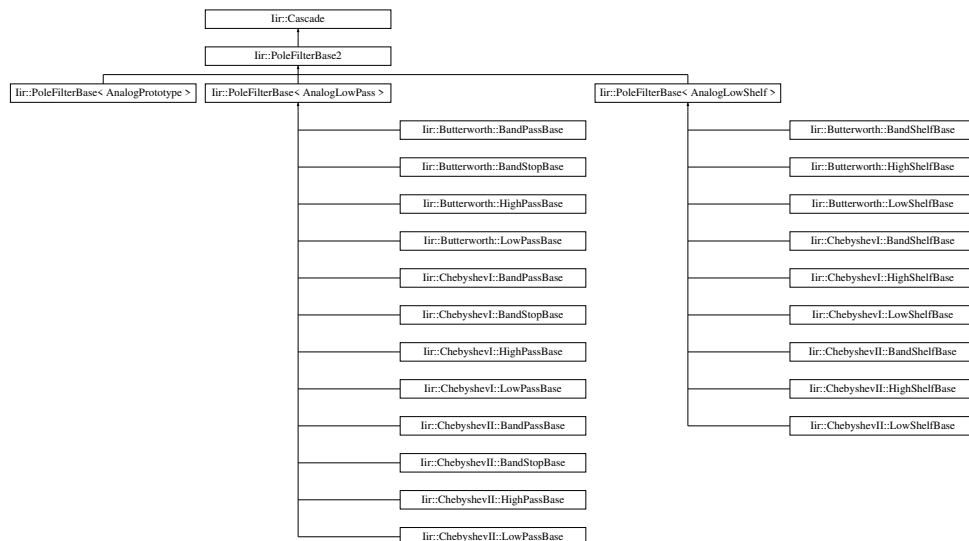 Iir::Cascade
Iir::PoleFilterBase2
Iir::PoleFilterBase< AnalogPrototype >
Iir::PoleFilterBase< AnalogLowPass >
Iir::PoleFilterBase< AnalogLowShelf >
Iir::Butterworth::BandPassBase
Iir::Butterworth::BandShelfBase
Iir::Butterworth::BandStopBase
Iir::Butterworth::HighShelfBase
Iir::Butterworth::HighPassBase
Iir::Butterworth::LowShelfBase
Iir::Butterworth::LowPassBase
Iir::ChebyshevI::BandShelfBase
Iir::ChebyshevI::BandPassBase
Iir::ChebyshevI::HighShelfBase
Iir::ChebyshevI::BandStopBase
Iir::ChebyshevI::LowShelfBase
Iir::ChebyshevI::HighPassBase
Iir::ChebyshevII::BandShelfBase
Iir::ChebyshevI::LowPassBase
Iir::ChebyshevII::HighShelfBase
Iir::ChebyshevII::BandPassBase
Iir::ChebyshevII::LowShelfBase
Iir::ChebyshevII::BandStopBase
Iir::ChebyshevII::HighPassBase
Iir::ChebyshevII::LowPassBase